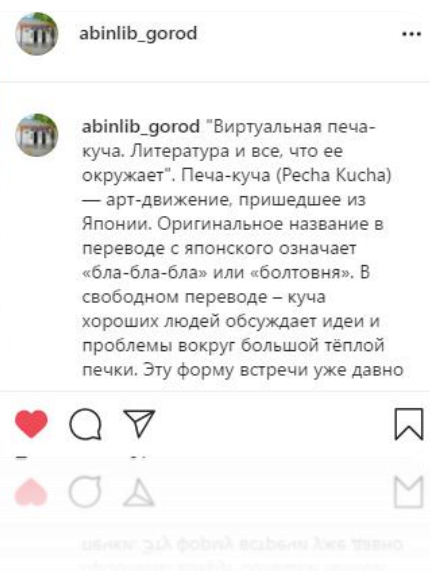 abinlib_gorod
abinlib_gorod "Виртуальная печа-
куча. Литература и все, что ее
окружает". Печа-куча (Pecha Kucha)
— арт-движение, пришедшее из
Японии. Оригинальное название в
переводе с японского означает
«бла-бла-бла» или «болтовня». В
свободном переводе – куча
хороших людей обсуждает идеи и
проблемы вокруг большой тёплой
печки. Эту форму встречи уже давно